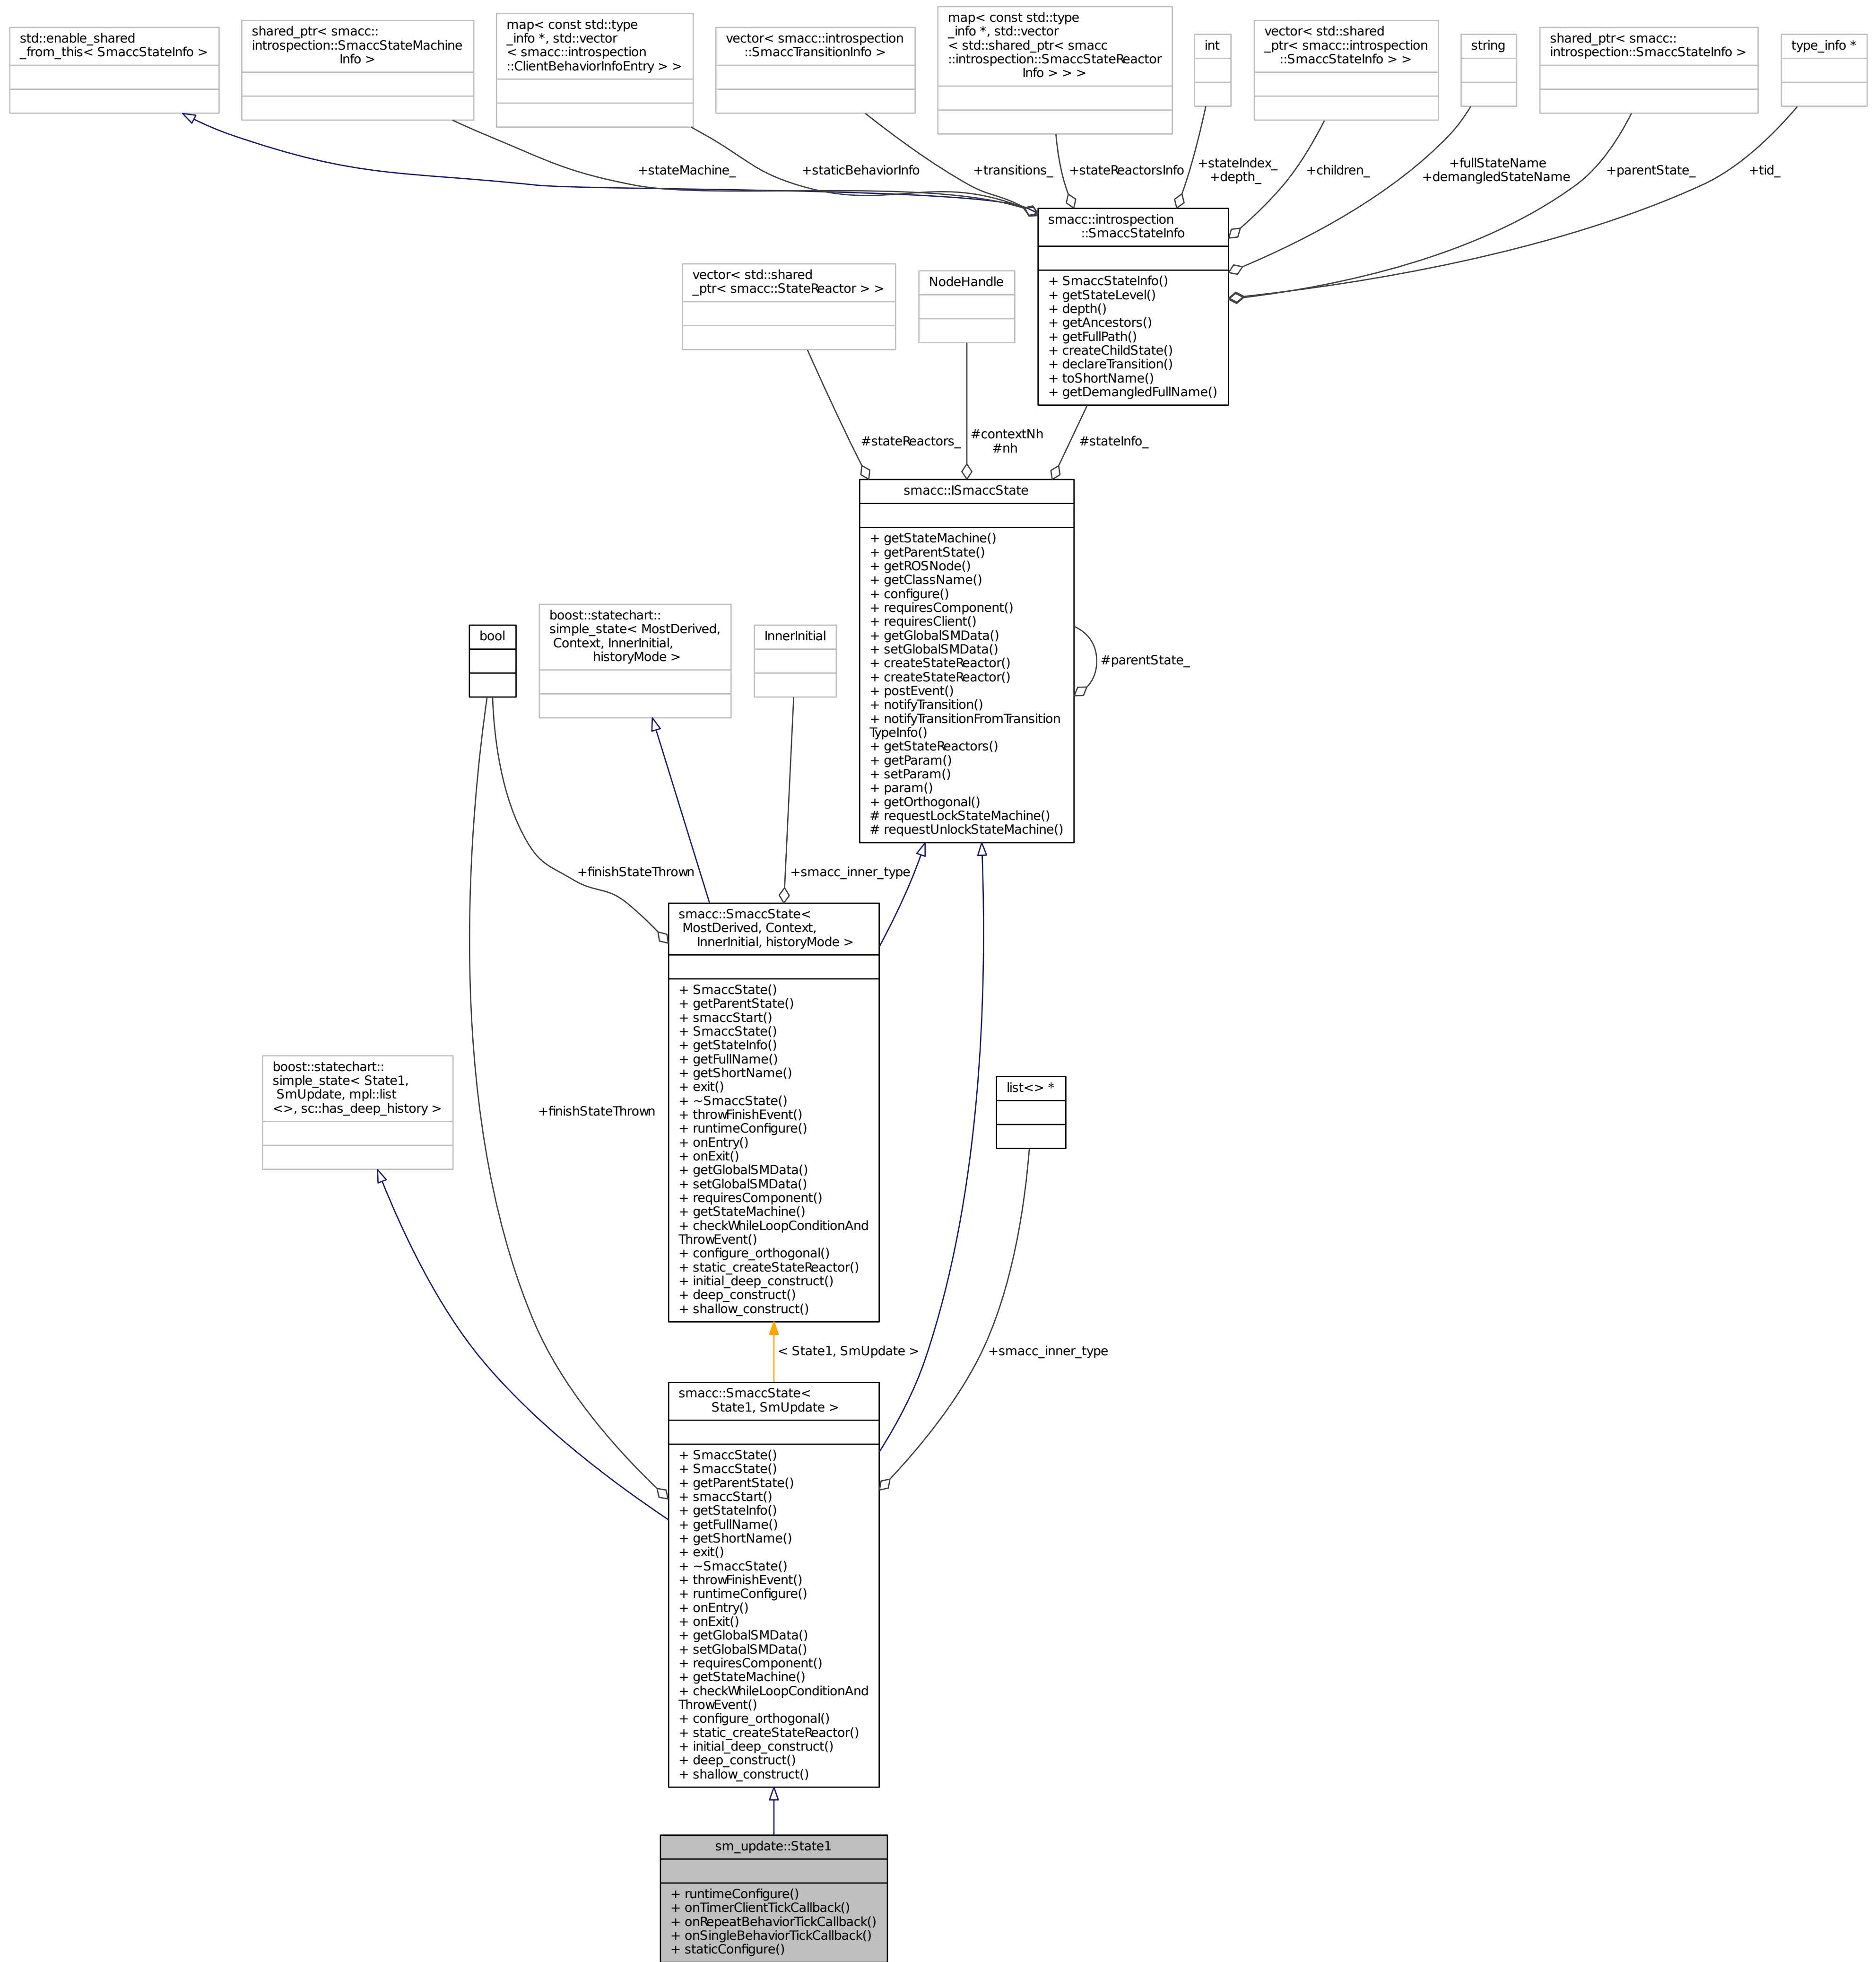 std::enable_shared
_from_this< SmaccStateInfo >
shared_ptr< smacc::
introspection::SmaccStateMachine
Info >
map< const std::type
_info *, std::vector
< smacc::introspection
::ClientBehaviorInfoEntry > >
vector< smacc::introspection
::SmaccTransitionInfo >
map< const std::type
_info *, std::vector
< std::shared_ptr< smacc
::introspection::SmaccStateReactor
Info > > >
int
vector< std::shared
_ptr< smacc::introspection
::SmaccStateInfo > >
string
shared_ptr< smacc::
introspection::SmaccStateInfo >
type_info *
+stateMachine_
+staticBehaviorInfo
+transitions_
+stateReactorsInfo
+stateIndex_
+depth_
+children_
+fullStateName
+demangledStateName
+parentState_
+tid_
smacc::introspection
::SmaccStateInfo
+ SmaccStateInfo()
+ getStateLevel()
+ depth()
+ getAncestors()
+ getFullPath()
+ createChildState()
+ declareTransition()
+ toShortName()
+ getDemangledFullName()
vector< std::shared
_ptr< smacc::StateReactor > >
NodeHandle
#stateReactors_
#contextNh
#nh
#stateInfo_
smacc::ISmaccState
+ getStateMachine()
+ getParentState()
+ getROSNode()
+ getClassName()
+ configure()
+ requiresComponent()
+ requiresClient()
+ getGlobalSMData()
+ setGlobalSMData()
+ createStateReactor()
+ createStateReactor()
+ postEvent()
+ notifyTransition()
+ notifyTransitionFromTransition
TypeInfo()
+ getStateReactors()
+ getParam()
+ setParam()
+ param()
+ getOrthogonal()
# requestLockStateMachine()
# requestUnlockStateMachine()
#parentState_
bool
boost::statechart::
simple_state< MostDerived,
Context, InnerInitial,
historyMode >
InnerInitial
+finishStateThrown
+smacc_inner_type
smacc::SmaccState<
MostDerived, Context,
InnerInitial, historyMode >
+ SmaccState()
+ getParentState()
+ smaccStart()
+ SmaccState()
+ getStateInfo()
+ getFullName()
+ getShortName()
+ exit()
+ ~SmaccState()
+ throwFinishEvent()
+ runtimeConfigure()
+ onEntry()
+ onExit()
+ getGlobalSMData()
+ setGlobalSMData()
+ requiresComponent()
+ getStateMachine()
+ checkWhileLoopConditionAnd
ThrowEvent()
+ configure_orthogonal()
+ static_createStateReactor()
+ initial_deep_construct()
+ deep_construct()
+ shallow_construct()
boost::statechart::
simple_state< State1,
SmUpdate, mpl::list
<>, sc::has_deep_history >
+finishStateThrown
list<> *
< State1, SmUpdate >
+smacc_inner_type
smacc::SmaccState<
State1, SmUpdate >
+ SmaccState()
+ SmaccState()
+ getParentState()
+ smaccStart()
+ getStateInfo()
+ getFullName()
+ getShortName()
+ exit()
+ ~SmaccState()
+ throwFinishEvent()
+ runtimeConfigure()
+ onEntry()
+ onExit()
+ getGlobalSMData()
+ setGlobalSMData()
+ requiresComponent()
+ getStateMachine()
+ checkWhileLoopConditionAnd
ThrowEvent()
+ configure_orthogonal()
+ static_createStateReactor()
+ initial_deep_construct()
+ deep_construct()
+ shallow_construct()
sm_update::State1
+ runtimeConfigure()
+ onTimerClientTickCallback()
+ onRepeatBehaviorTickCallback()
+ onSingleBehaviorTickCallback()
+ staticConfigure()